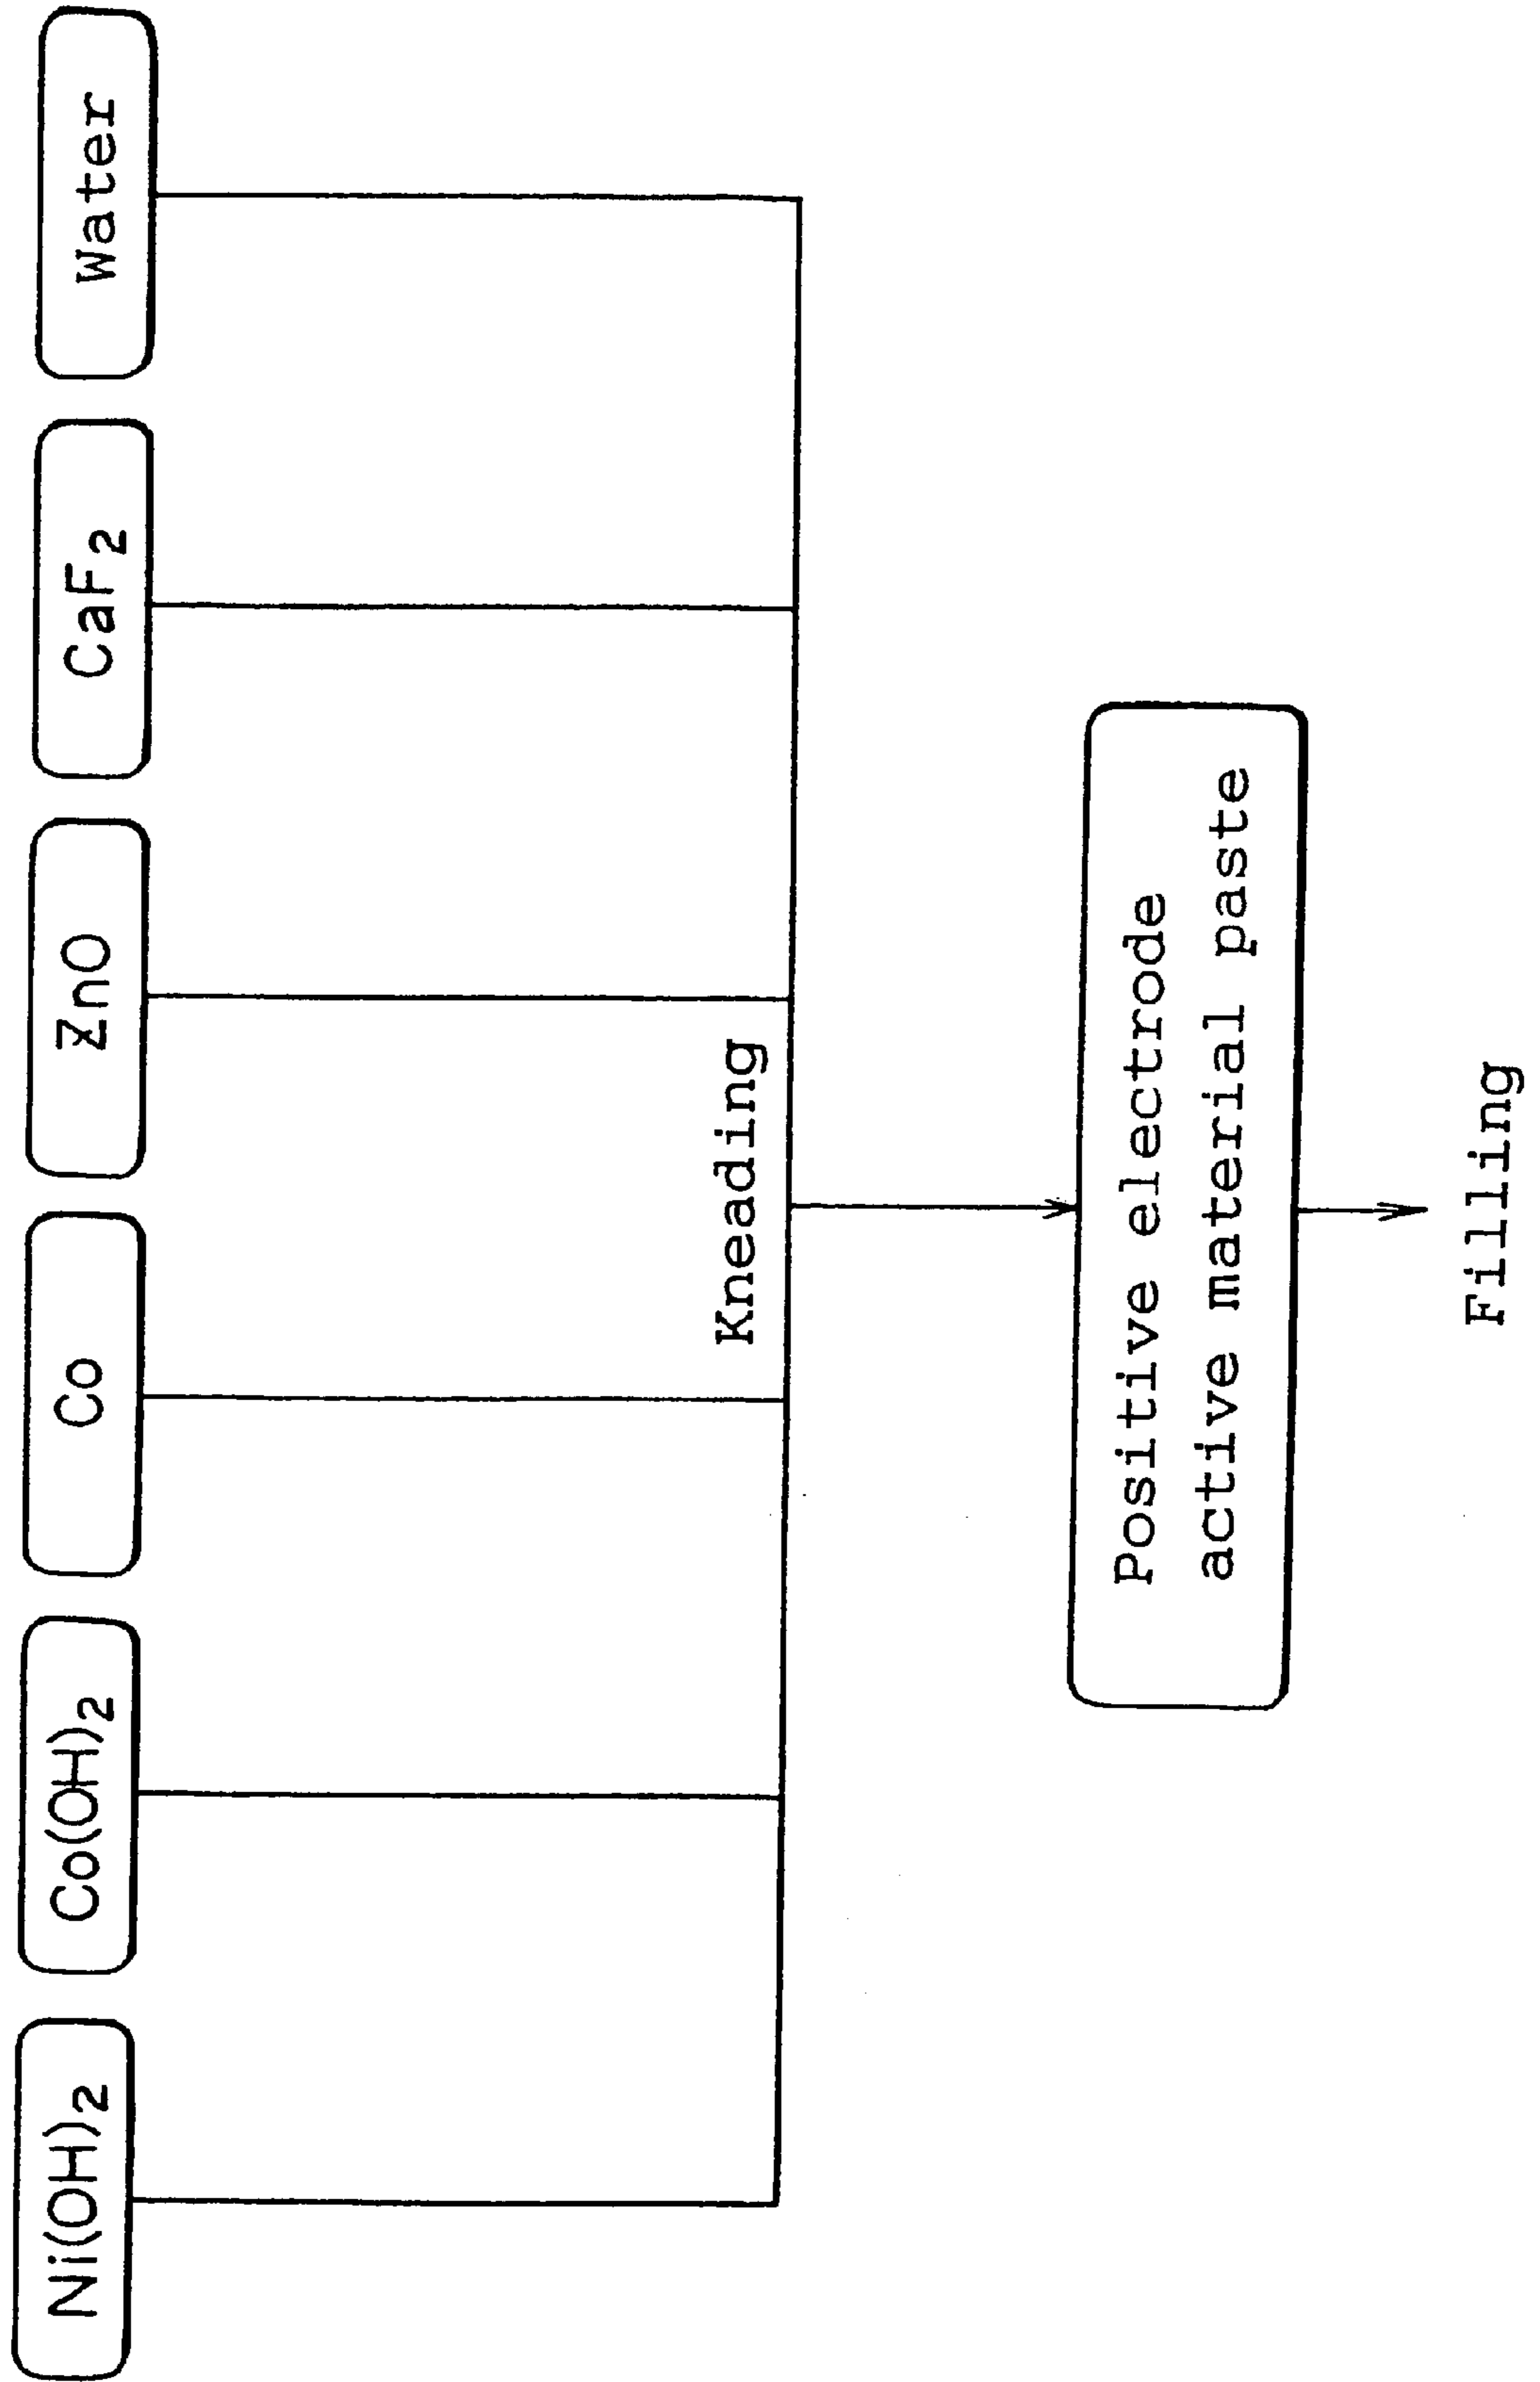 Ni(OH)₂
Co(OH)₂
Co
ZnO
CaF₂
Water
Kneading
Positive electrode
active material paste
Filling